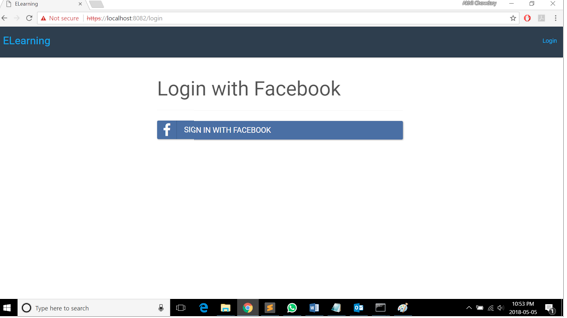 ELearning
Not secure | https://localhost:8082/login
ELearning
Login
Login with Facebook
SIGN IN WITH FACEBOOK
Type here to search
10:53 PM
2018-05-05